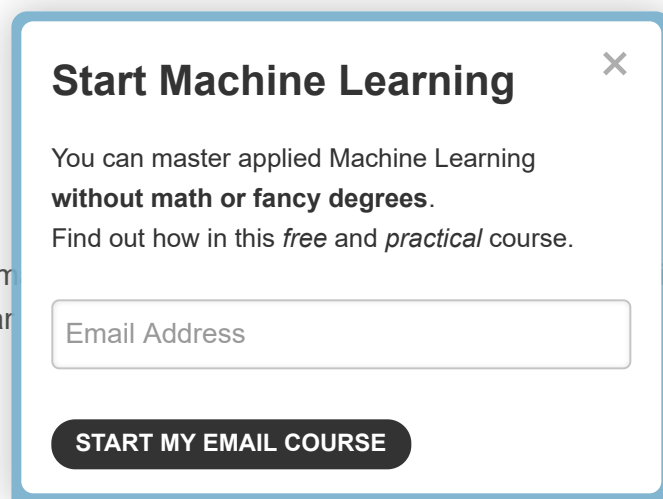 Start Machine Learning
You can master applied Machine Learning
without math or fancy degrees.
Find out how in this free and practical course.
Email Address
START MY EMAIL COURSE